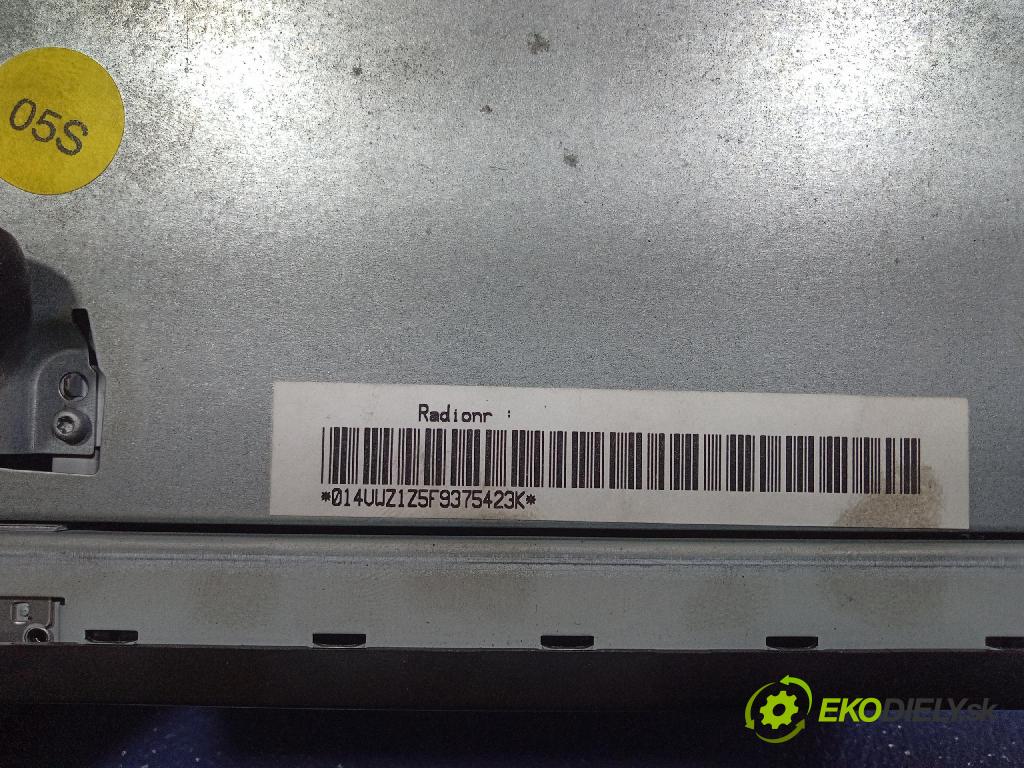 05S
Radionr :
*014VWZ1Z5F9375423K*
EKODIELY.sk